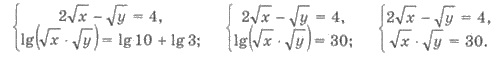 { 2√x − √y = 4,
lg(√x · √y) = lg 10 + lg 3;
{ 2√x − √y = 4,
lg(√x · √y) = 30;
{ 2√x − √y = 4,
√x · √y = 30.